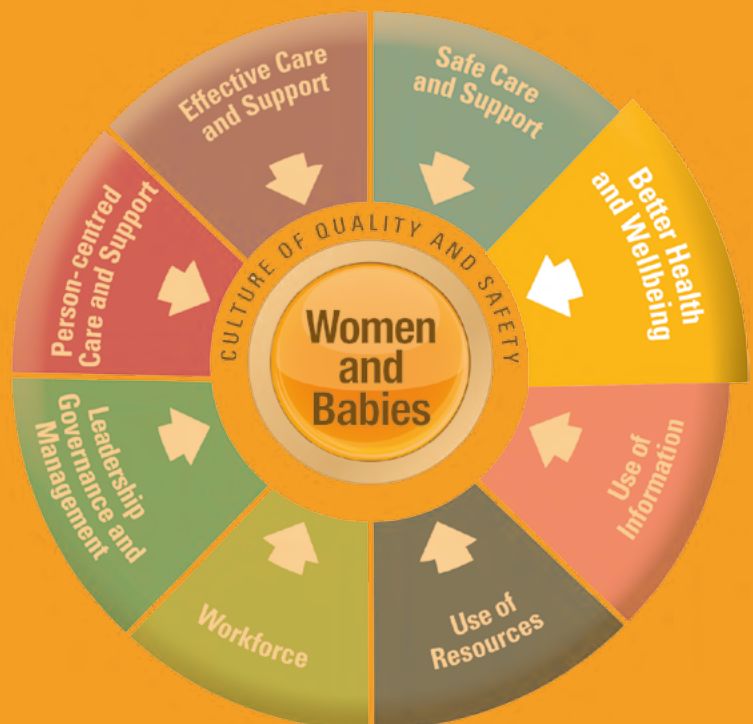 Effective Care
and Support
Safe Care
and Support
Better Health
and Wellbeing
Use of
Information
Use of
Resources
Workforce
Leadership
Governance and
Management
Person-centred
Care and Support
CULTURE OF QUALITY AND SAFETY
Women
and
Babies